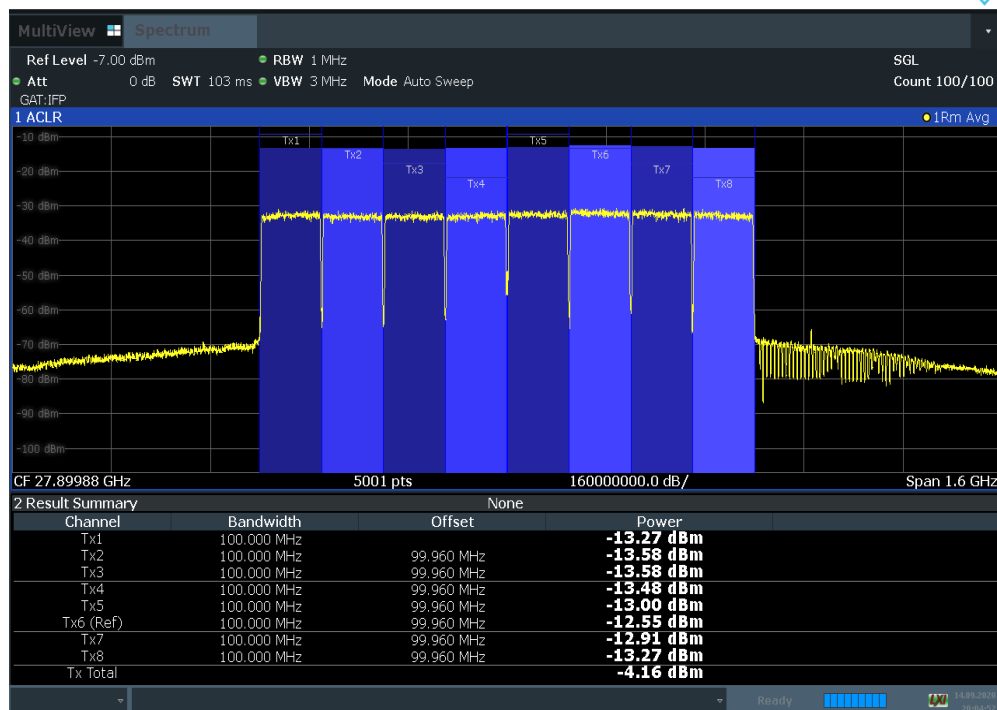 MultiView Spectrum
Ref Level -7.00 dBm RBW 1 MHz SGL
Att 0 dB SWT 103 ms VBW 3 MHz Mode Auto Sweep Count 100/100
GAT:IFP
1 ACLR 1Rm Avg
-10 dBm
Tx1 Tx5
Tx2 Tx6
-20 dBm
Tx3 Tx7
Tx4 Tx8
-30 dBm
-40 dBm
-50 dBm
-60 dBm
-70 dBm
-80 dBm
-90 dBm
-100 dBm
CF 27.89988 GHz 5001 pts 160000000.0 dB/ Span 1.6 GHz
2 Result Summary None
Channel Bandwidth Offset Power
Tx1 100.000 MHz -13.27 dBm
Tx2 100.000 MHz 99.960 MHz -13.58 dBm
Tx3 100.000 MHz 99.960 MHz -13.58 dBm
Tx4 100.000 MHz 99.960 MHz -13.48 dBm
Tx5 100.000 MHz 99.960 MHz -13.00 dBm
Tx6 (Ref) 100.000 MHz 99.960 MHz -12.55 dBm
Tx7 100.000 MHz 99.960 MHz -12.91 dBm
Tx8 100.000 MHz 99.960 MHz -13.27 dBm
Tx Total -4.16 dBm
Ready 14.09.2020